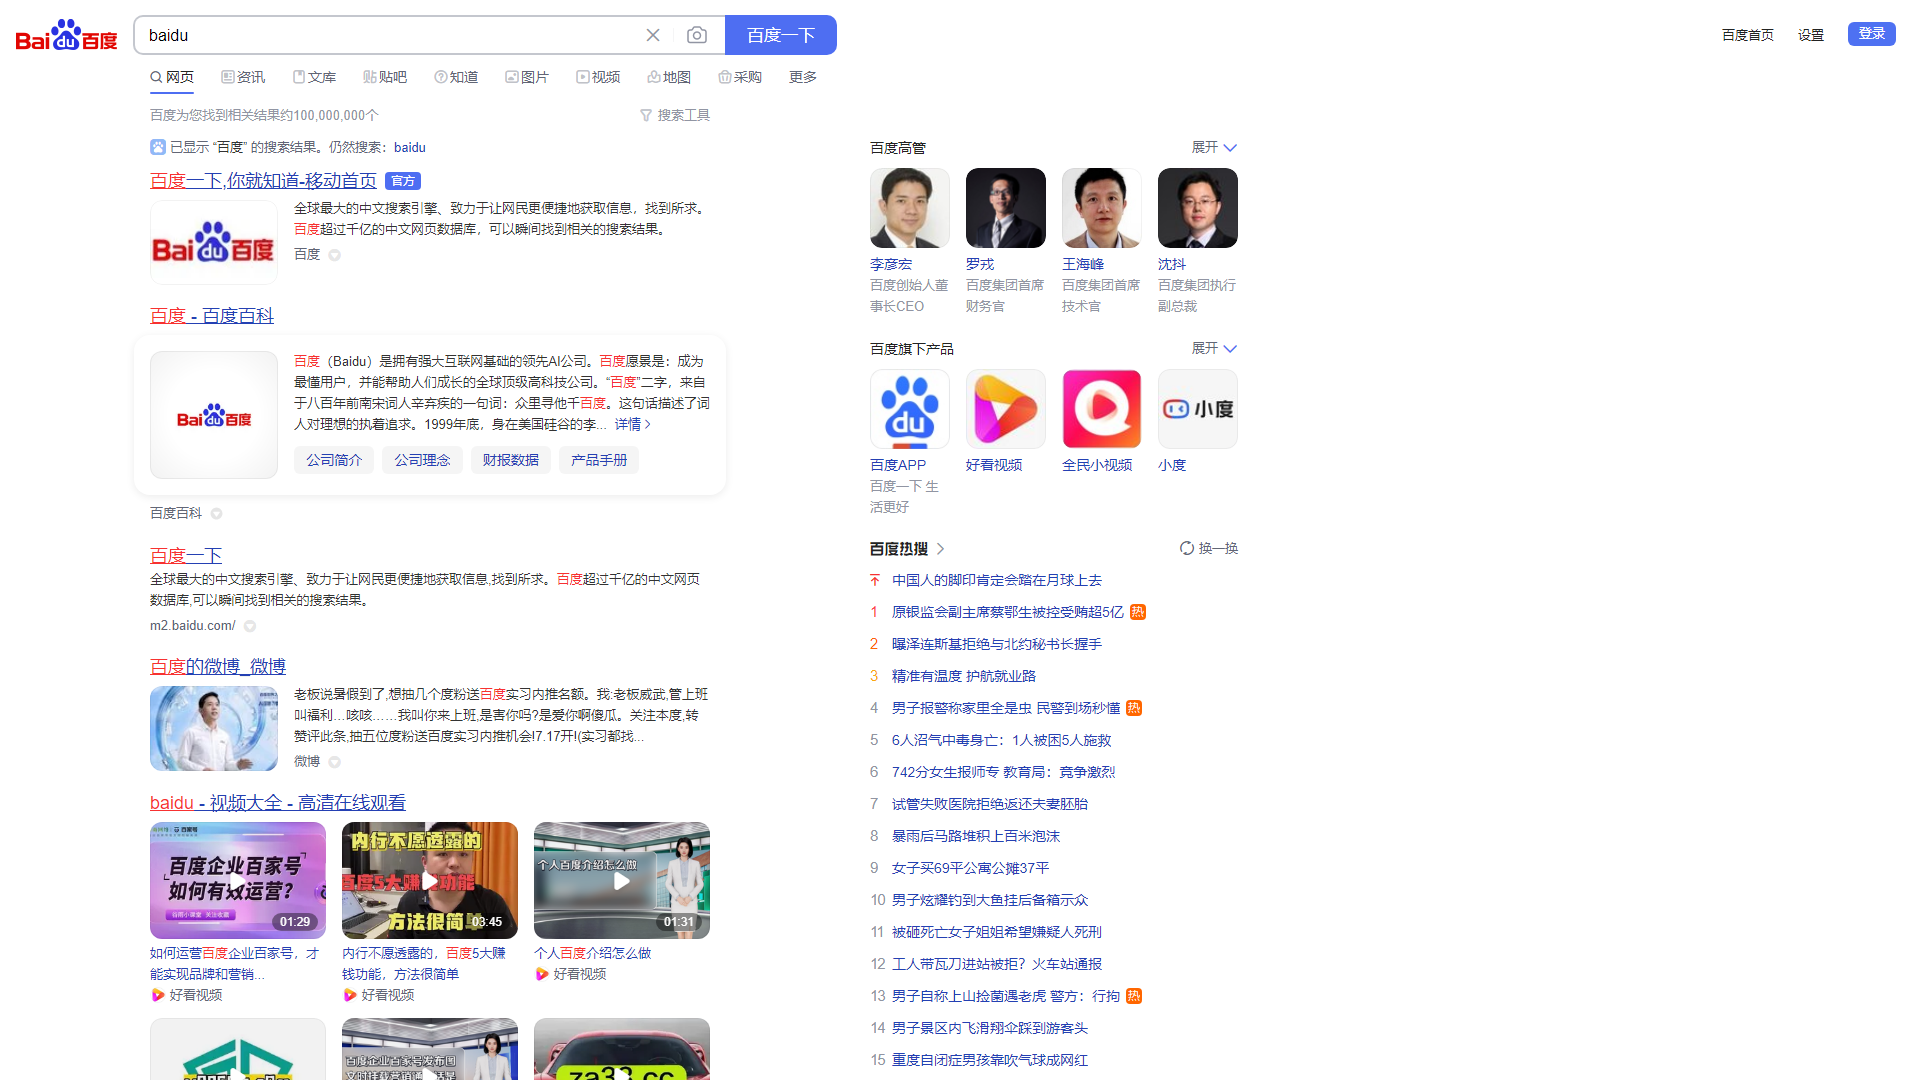 Bai du 百度
baidu
百度一下
百度首页 设置 登录
网页 资讯 文库 贴吧 知道 图片 视频 地图 采购 更多
百度为您找到相关结果约100,000,000个
搜索工具
已显示 “百度” 的搜索结果。仍然搜索：baidu
百度一下,你就知道-移动首页 官方
Bai du 百度
全球最大的中文搜索引擎、致力于让网民更便捷地获取信息，找到所求。
百度超过千亿的中文网页数据库，可以瞬间找到相关的搜索结果。
百度
百度 - 百度百科
Bai du 百度
百度（Baidu）是拥有强大互联网基础的领先AI公司。百度愿景是：成为
最懂用户，并能帮助人们成长的全球顶级高科技公司。“百度”二字，来自
于八百年前南宋词人辛弃疾的一句词：众里寻他千百度。这句话描述了词
人对理想的执着追求。1999年底，身在美国硅谷的李... 详情
公司简介 公司理念 财报数据 产品手册
百度百科
百度一下
全球最大的中文搜索引擎、致力于让网民更便捷地获取信息,找到所求。百度超过千亿的中文网页
数据库,可以瞬间找到相关的搜索结果。
m2.baidu.com/
百度的微博_微博
老板说暑假到了,想抽几个度粉送百度实习内推名额。我:老板威武,管上班
叫福利…咳咳……我叫你来上班,是害你吗?是爱你啊傻瓜。关注本度,转
赞评此条,抽五位度粉送百度实习内推机会!7.17开!(实习都找...
微博
baidu - 视频大全 - 高清在线观看
百度企业百家号
如何有效运营?
01:29
如何运营百度企业百家号，才
能实现品牌和营销...
好看视频
内行不愿透露的
百度5大赚 功能
方法很简单
03:45
内行不愿透露的，百度5大赚
钱功能，方法很简单
好看视频
个人百度介绍怎么做
01:31
个人百度介绍怎么做
好看视频
百度企业百家号发布图
za33.cc
百度高管
展开
李彦宏
百度创始人董
事长CEO
罗戎
百度集团首席
财务官
王海峰
百度集团首席
技术官
沈抖
百度集团执行
副总裁
百度旗下产品
展开
du
小度
百度APP
百度一下 生
活更好
好看视频
全民小视频
小度
百度热搜
换一换
中国人的脚印肯定会踏在月球上去
1 原银监会副主席蔡鄂生被控受贿超5亿 热
2 曝泽连斯基拒绝与北约秘书长握手
3 精准有温度 护航就业路
4 男子报警称家里全是虫 民警到场秒懂 热
5 6人沼气中毒身亡：1人被困5人施救
6 742分女生报师专 教育局：竞争激烈
7 试管失败医院拒绝返还夫妻胚胎
8 暴雨后马路堆积上百米泡沫
9 女子买69平公寓公摊37平
10 男子炫耀钓到大鱼挂后备箱示众
11 被砸死亡女子姐姐希望嫌疑人死刑
12 工人带瓦刀进站被拒？火车站通报
13 男子自称上山捡菌遇老虎 警方：行拘 热
14 男子景区内飞滑翔伞踩到游客头
15 重度自闭症男孩靠吹气球成网红